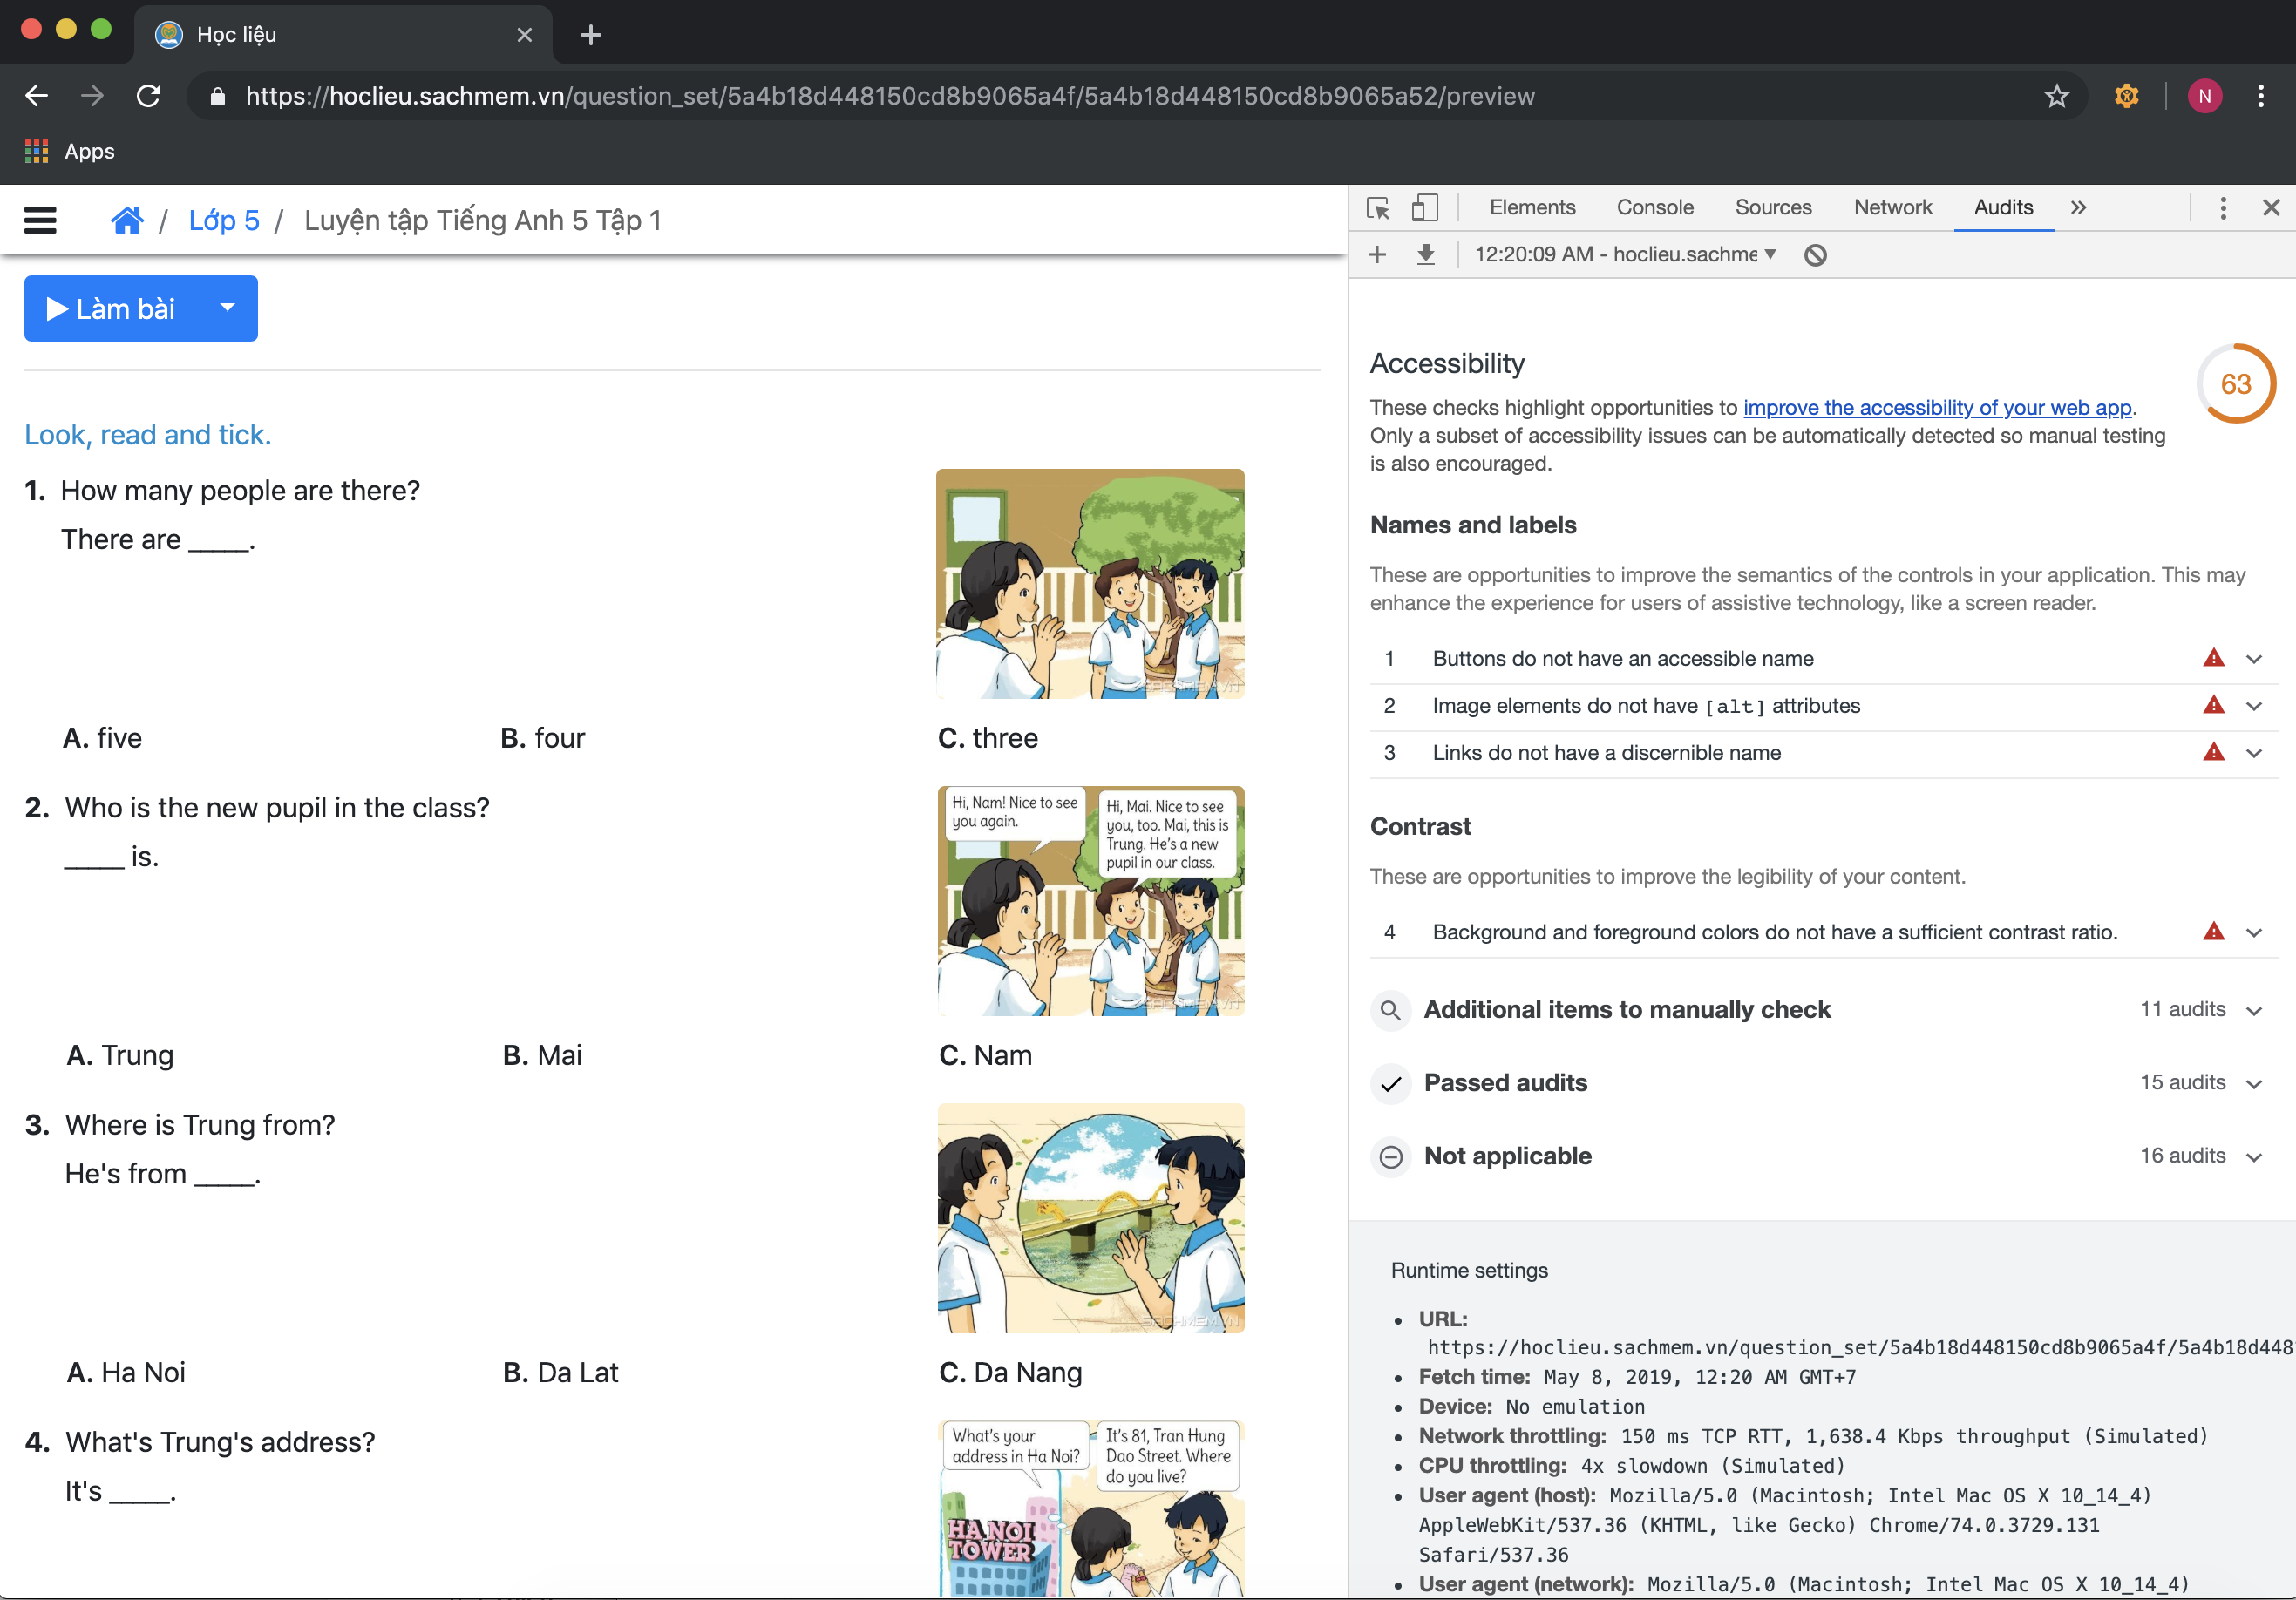 Học liệu
https://hoclieu.sachmem.vn/question_set/5a4b18d448150cd8b9065a4f/5a4b18d448150cd8b9065a52/preview
N
Apps
/ Lớp 5 / Luyện tập Tiếng Anh 5 Tập 1
Làm bài
Look, read and tick.
1. How many people are there?
There are _____.
SACHMEM.VN
A. five
B. four
C. three
2. Who is the new pupil in the class?
_____ is.
Hi, Nam! Nice to see
you again.
Hi, Mai. Nice to see
you, too. Mai, this is
Trung. He's a new
pupil in our class.
SACHMEM.VN
A. Trung
B. Mai
C. Nam
3. Where is Trung from?
He's from _____.
SACHMEM.VN
A. Ha Noi
B. Da Lat
C. Da Nang
4. What's Trung's address?
It's _____.
What's your
address in Ha Noi?
It's 81, Tran Hung
Dao Street. Where
do you live?
HA NOI
TOWER
Elements Console Sources Network Audits
12:20:09 AM - hoclieu.sachme
Accessibility
63
These checks highlight opportunities to improve the accessibility of your web app.
Only a subset of accessibility issues can be automatically detected so manual testing
is also encouraged.
Names and labels
These are opportunities to improve the semantics of the controls in your application. This may
enhance the experience for users of assistive technology, like a screen reader.
1 Buttons do not have an accessible name
2 Image elements do not have [alt] attributes
3 Links do not have a discernible name
Contrast
These are opportunities to improve the legibility of your content.
4 Background and foreground colors do not have a sufficient contrast ratio.
Additional items to manually check 11 audits
Passed audits 15 audits
Not applicable 16 audits
Runtime settings
• URL:
https://hoclieu.sachmem.vn/question_set/5a4b18d448150cd8b9065a4f/5a4b18d448
• Fetch time: May 8, 2019, 12:20 AM GMT+7
• Device: No emulation
• Network throttling: 150 ms TCP RTT, 1,638.4 Kbps throughput (Simulated)
• CPU throttling: 4x slowdown (Simulated)
• User agent (host): Mozilla/5.0 (Macintosh; Intel Mac OS X 10_14_4)
AppleWebKit/537.36 (KHTML, like Gecko) Chrome/74.0.3729.131
Safari/537.36
• User agent (network): Mozilla/5.0 (Macintosh; Intel Mac OS X 10_14_4)